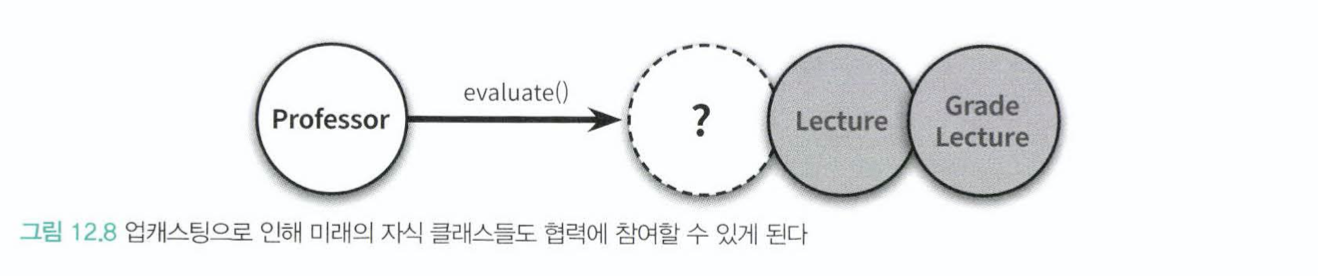 Professor
evaluate()
?
Lecture
Grade
Lecture
그림 12.8 업캐스팅으로 인해 미래의 자식 클래스들도 협력에 참여할 수 있게 된다